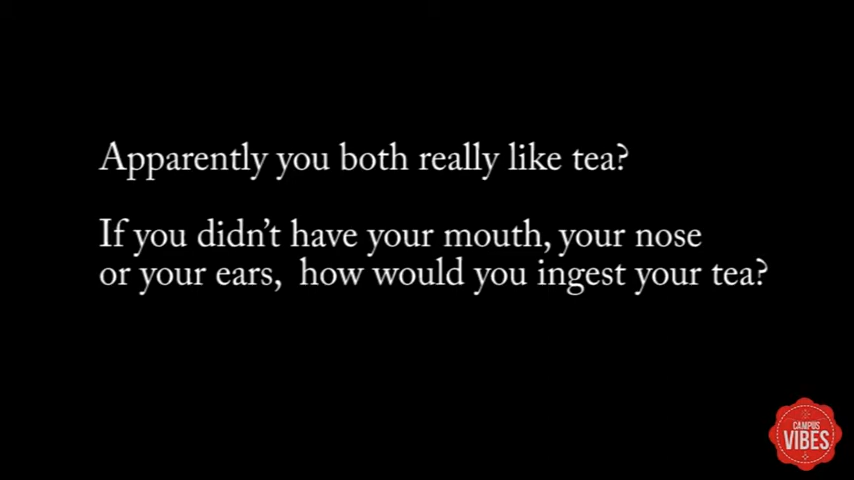 Apparently you both really like tea?
If you didn't have your mouth, your nose
or your ears, how would you ingest your tea?
CAMPUS
VIBES